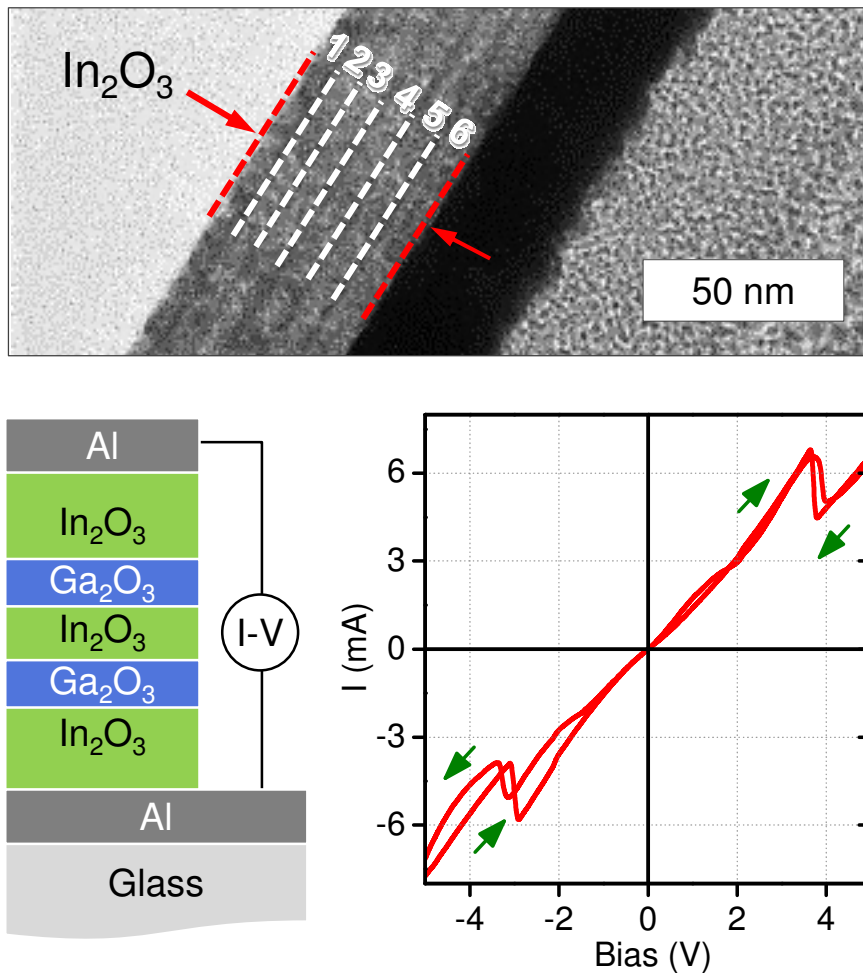 In₂O₃
1 2 3 4 5 6
50 nm
Al
In₂O₃
Ga₂O₃
In₂O₃
Ga₂O₃
In₂O₃
Al
Glass
I-V
I (mA)
6
3
0
-3
-6
-4 -2 0 2 4
Bias (V)